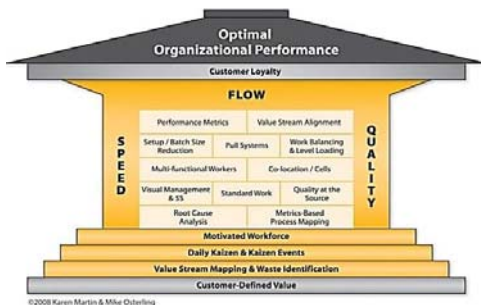 Optimal
Organizational Performance
Customer Loyalty
FLOW
SPEED
QUALITY
Performance Metrics
Value Stream Alignment
Setup / Batch Size
Reduction
Pull Systems
Work Balancing
& Level Loading
Multi-functional Workers
Co-location / Cells
Visual Management
& 5S
Standard Work
Quality at the
Source
Root Cause
Analysis
Metrics-Based
Process Mapping
Motivated Workforce
Daily Kaizen & Kaizen Events
Value Stream Mapping & Waste Identification
Customer-Defined Value
©2008 Karen Martin & Mike Osterling